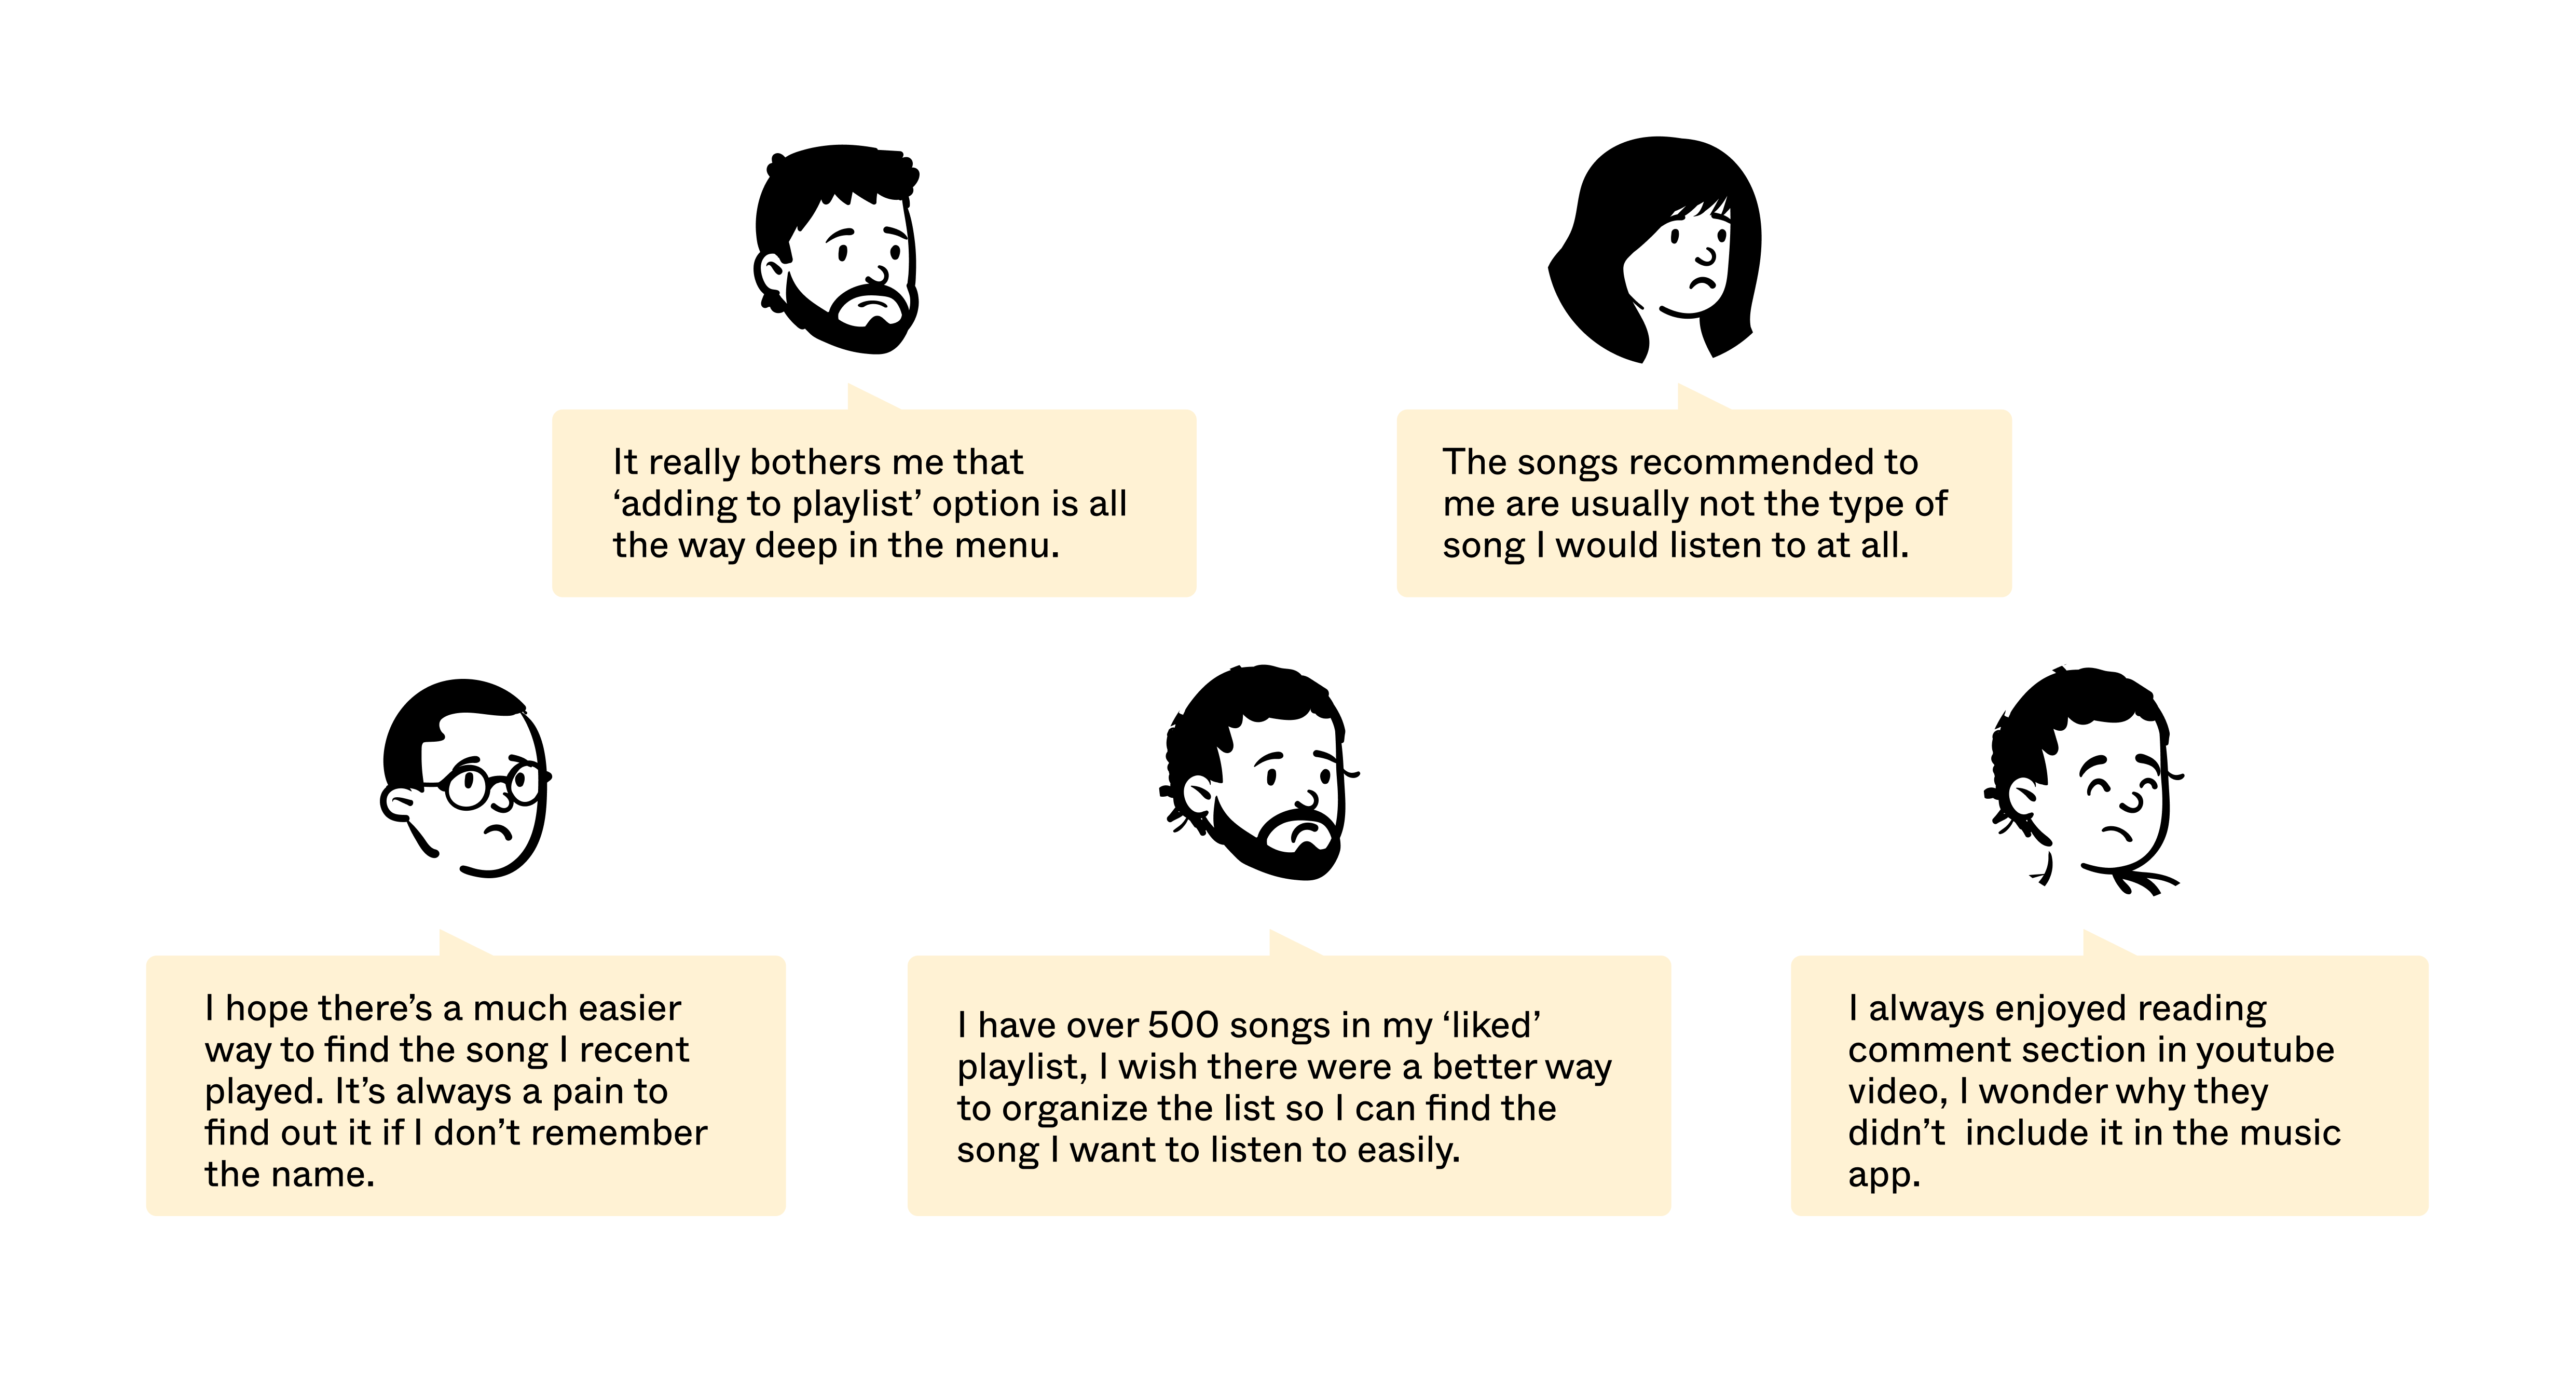 It really bothers me that
‘adding to playlist’ option is all
the way deep in the menu.
The songs recommended to
me are usually not the type of
song I would listen to at all.
I hope there’s a much easier
way to find the song I recent
played. It’s always a pain to
find out it if I don’t remember
the name.
I have over 500 songs in my ‘liked’
playlist, I wish there were a better way
to organize the list so I can find the
song I want to listen to easily.
I always enjoyed reading
comment section in youtube
video, I wonder why they
didn’t  include it in the music
app.